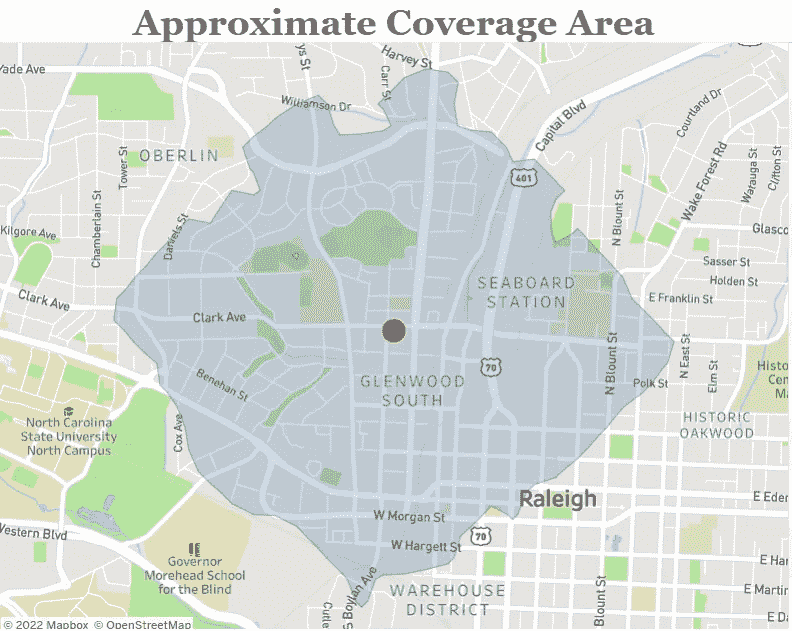 Approximate Coverage Area
Harvey St
Wade Ave
ys St
Carr St
Williamson Dr
Capital Blvd
Courtland Dr
OBERLIN
Tower St
401
Wake Forest Rd
Watauga St
Clifton St
Chamberlain St
Daniels St
N Blount St
Kilgore Ave
Glasco
Sasser St
Holden St
SEABOARD
STATION
Clark Ave
E Franklin St
Clark Ave
N Blount St
N East St
70
Elm St
Histo
Cen
Ma
GLENWOOD
SOUTH
Benehan St
Polk St
North Carolina
State University
North Campus
Cox Ave
HISTORIC
OAKWOOD
Raleigh
E Eden
W Morgan St
Western Blvd
W Hargett St
70
Governor
Morehead School
for the Blind
E Har
S Boylan Ave
WAREHOUSE
DISTRICT
Blount St
E Martin
Cutle
E Da
© 2022 Mapbox © OpenStreetMap